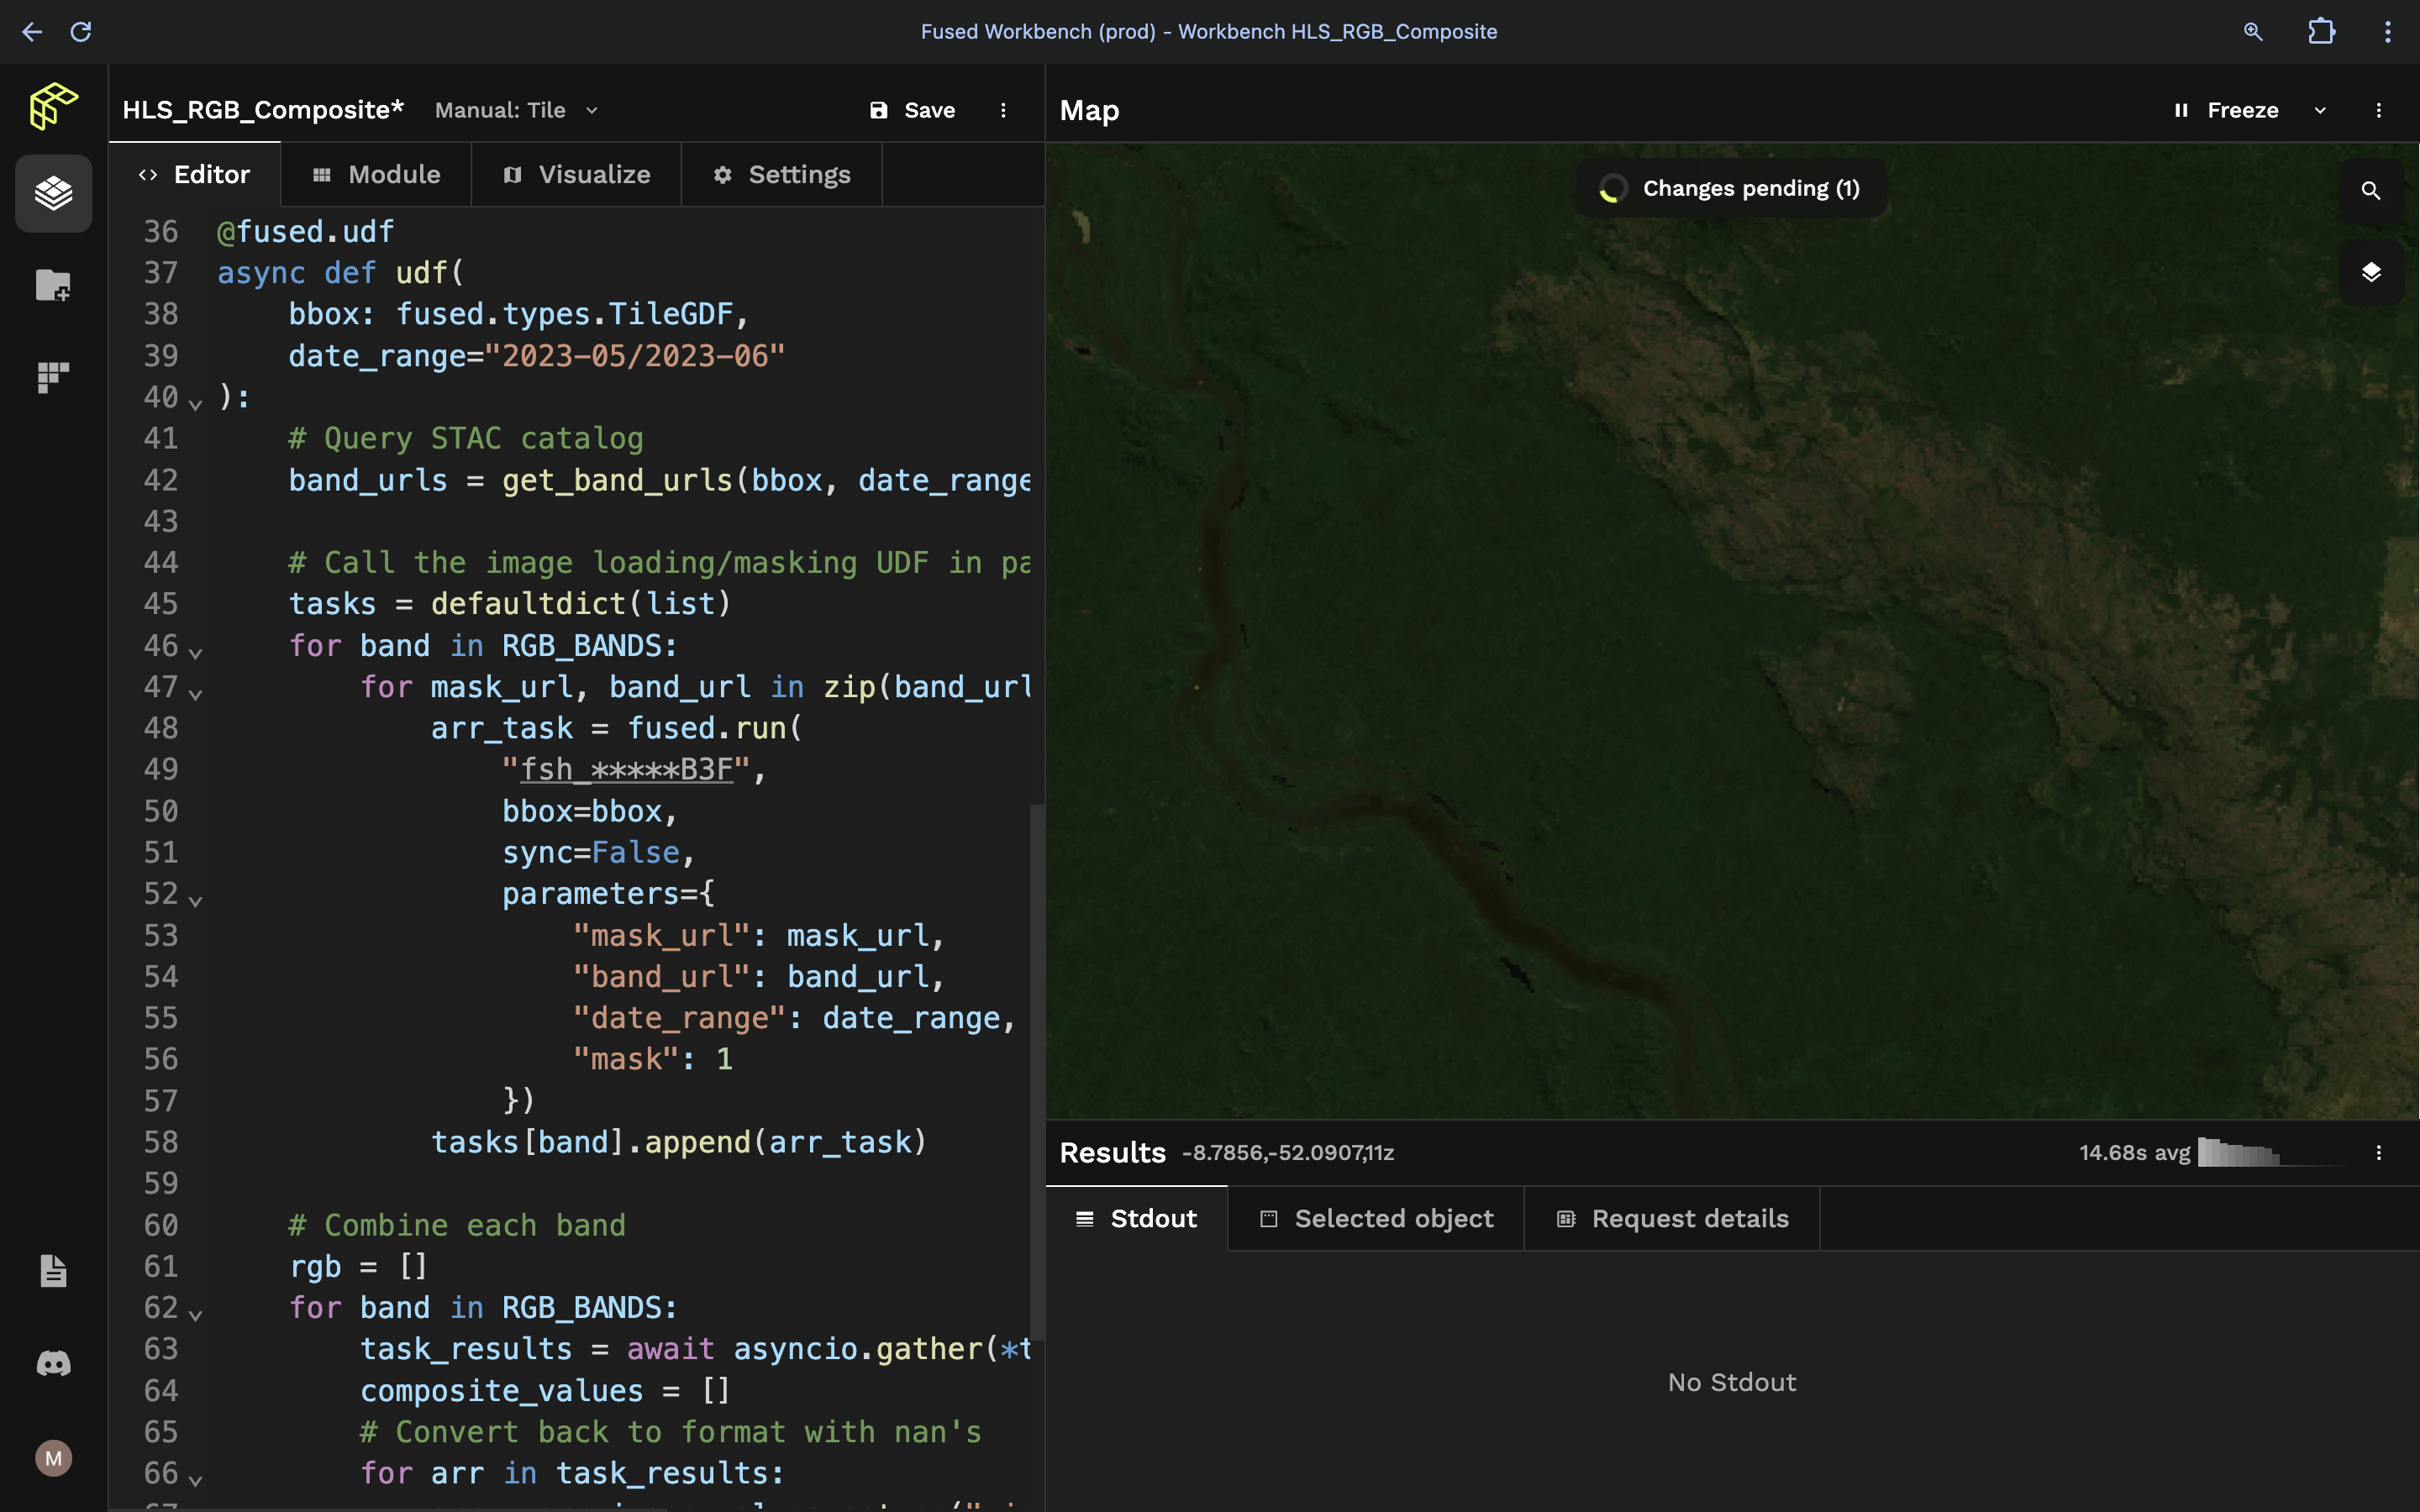 Fused Workbench (prod) - Workbench HLS_RGB_Composite
HLS_RGB_Composite* Manual: Tile Save
Editor Module Visualize Settings
36 @fused.udf
37 async def udf(
38 bbox: fused.types.TileGDF,
39 date_range="2023-05/2023-06"
40 ):
41 # Query STAC catalog
42 band_urls = get_band_urls(bbox, date_range
43
44 # Call the image loading/masking UDF in pa
45 tasks = defaultdict(list)
46 for band in RGB_BANDS:
47 for mask_url, band_url in zip(band_url
48 arr_task = fused.run(
49 "fsh_*****B3F",
50 bbox=bbox,
51 sync=False,
52 parameters={
53 "mask_url": mask_url,
54 "band_url": band_url,
55 "date_range": date_range,
56 "mask": 1
57 })
58 tasks[band].append(arr_task)
59
60 # Combine each band
61 rgb = []
62 for band in RGB_BANDS:
63 task_results = await asyncio.gather(*t
64 composite_values = []
65 # Convert back to format with nan's
66 for arr in task_results:
M
Map Freeze
Changes pending (1)
Results -8.7856,-52.0907,11z 14.68s avg
Stdout Selected object Request details
No Stdout